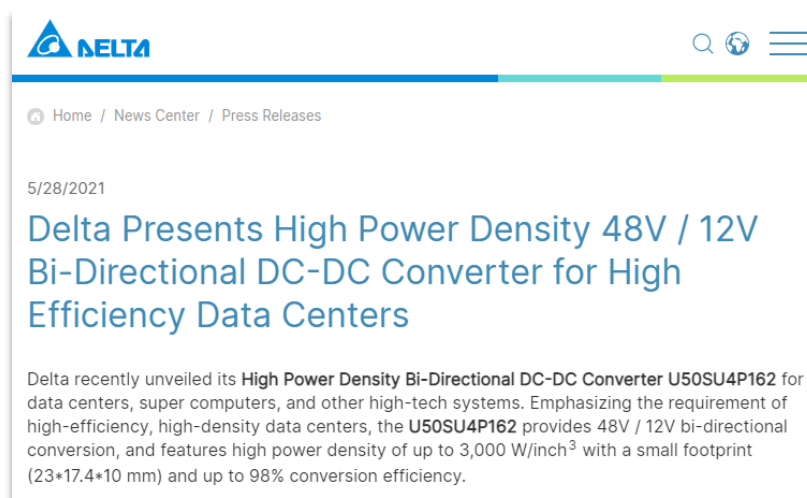 DELTA
Home / News Center / Press Releases
5/28/2021
Delta Presents High Power Density 48V / 12V
Bi-Directional DC-DC Converter for High
Efficiency Data Centers
Delta recently unveiled its High Power Density Bi-Directional DC-DC Converter U50SU4P162 for
data centers, super computers, and other high-tech systems. Emphasizing the requirement of
high-efficiency, high-density data centers, the U50SU4P162 provides 48V / 12V bi-directional
conversion, and features high power density of up to 3,000 W/inch³ with a small footprint
(23*17.4*10 mm) and up to 98% conversion efficiency.